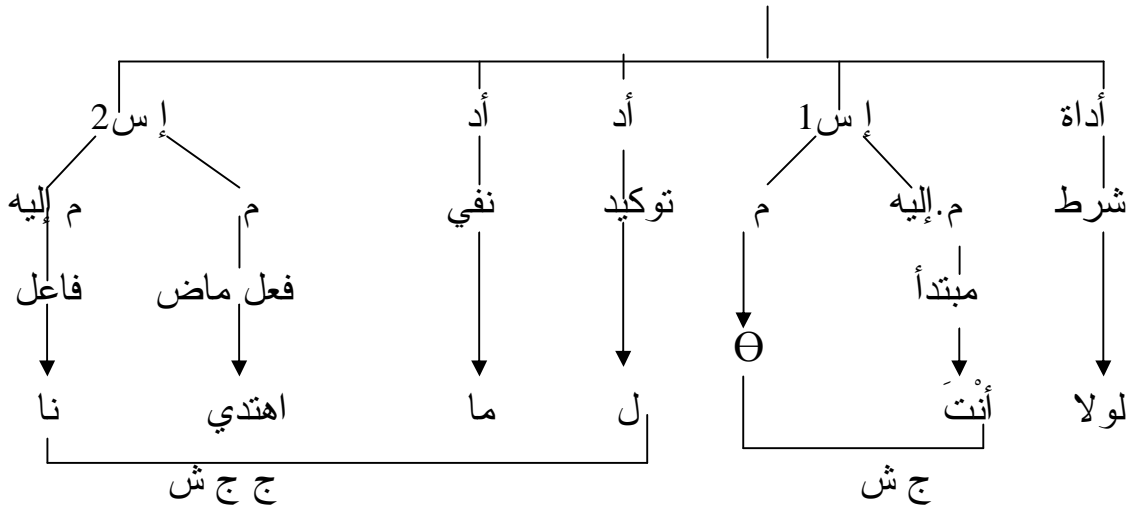 أداة إ س1 أد أد إ س2
شرط م.إليه م توكيد نفي م م إليه
مبتدأ فعل ماض فاعل
Ө
لولا أنْتَ ل ما اهتدي نا
ج ش ج ج ش